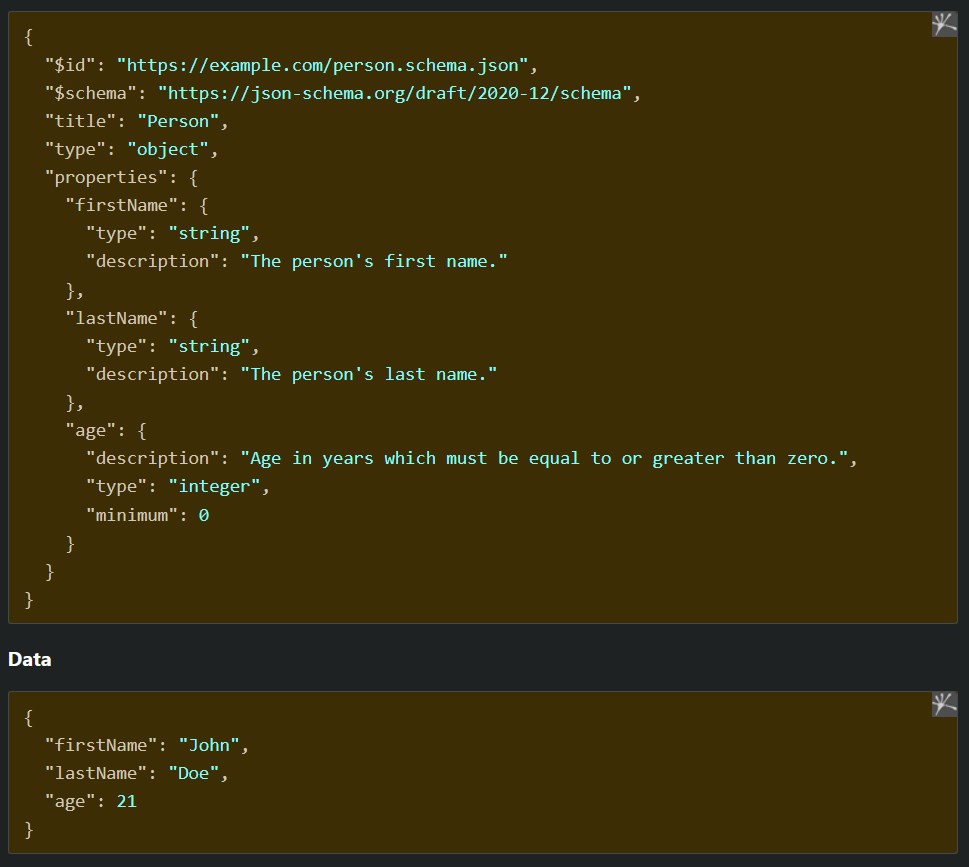 {
  "$id": "https://example.com/person.schema.json",
  "$schema": "https://json-schema.org/draft/2020-12/schema",
  "title": "Person",
  "type": "object",
  "properties": {
    "firstName": {
      "type": "string",
      "description": "The person's first name."
    },
    "lastName": {
      "type": "string",
      "description": "The person's last name."
    },
    "age": {
      "description": "Age in years which must be equal to or greater than zero.",
      "type": "integer",
      "minimum": 0
    }
  }
}
Data
{
  "firstName": "John",
  "lastName": "Doe",
  "age": 21
}